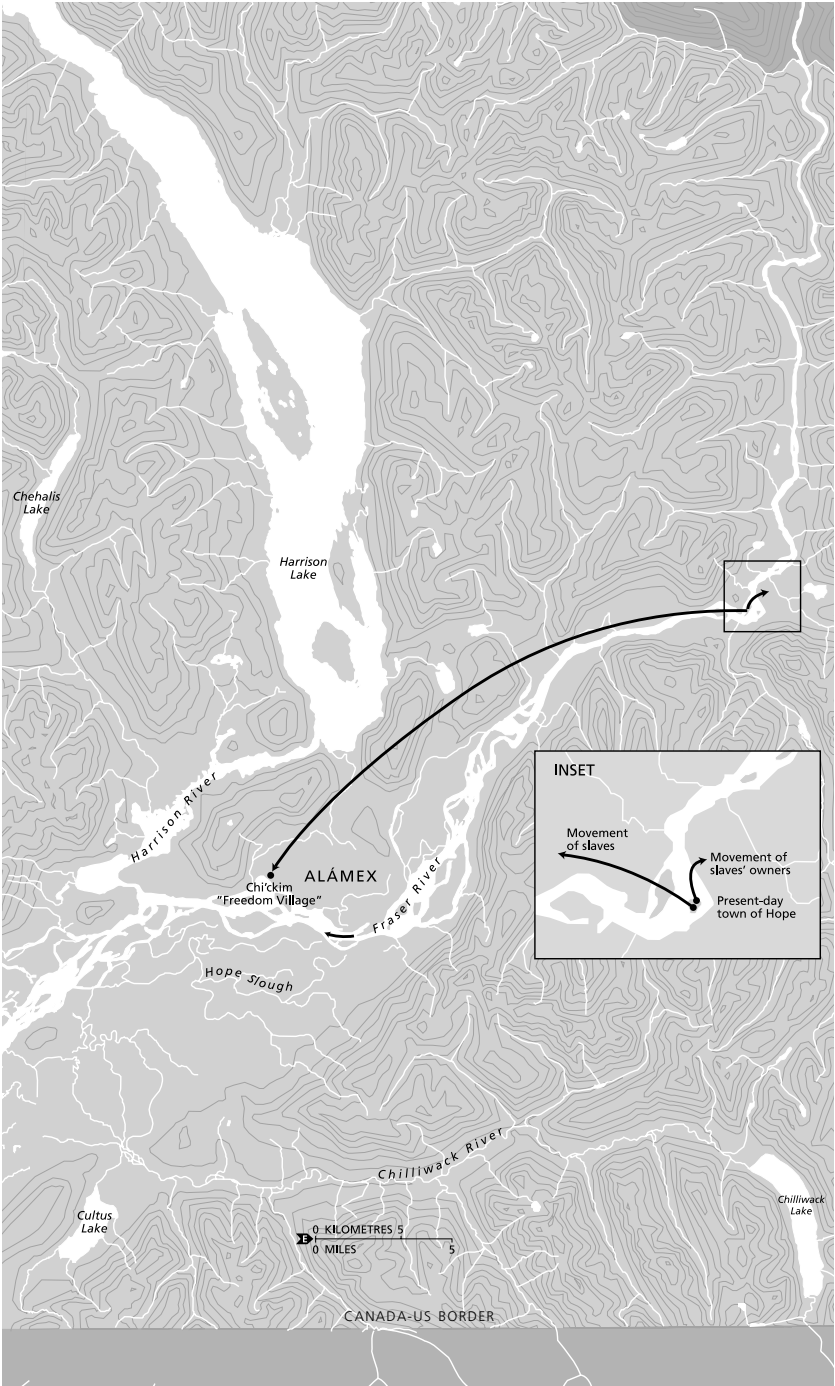 Chehalis
Lake
Harrison
Lake
Harrison River
INSET
Movement
of slaves
Movement of
slaves' owners
Present-day
town of Hope
ALÁMEX
Chi'ckim
"Freedom Village"
Fraser River
Hope Slough
Chilliwack River
Chilliwack
Lake
Cultus
Lake
E
0 KILOMETRES 5
0 MILES 5
CANADA-US BORDER